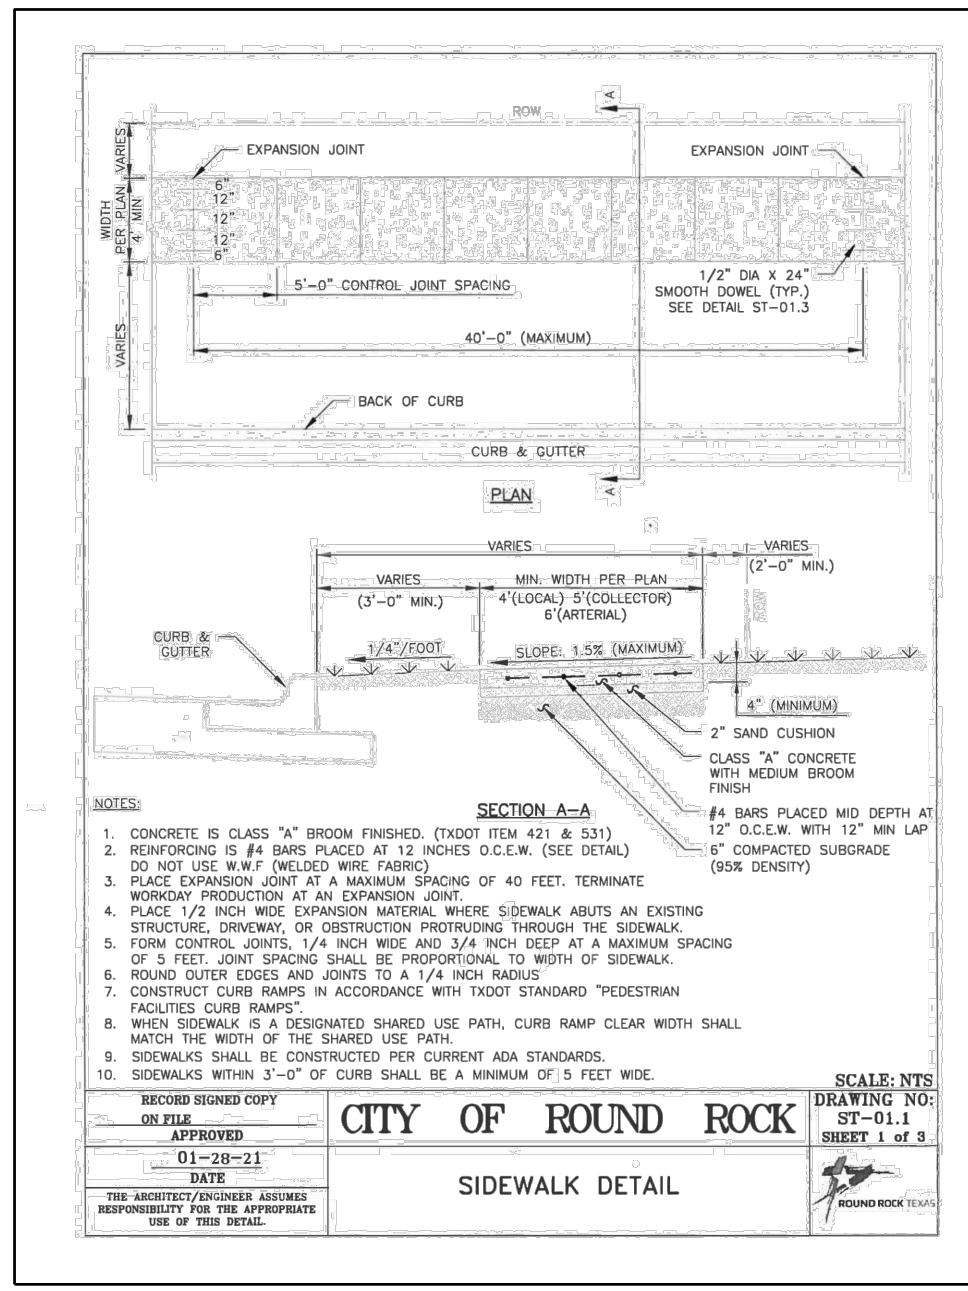 ROW
A
VARIES
EXPANSION JOINT
EXPANSION JOINT
WIDTH
PER PLAN
4' MIN
6"
12"
12"
12"
6"
1/2" DIA X 24"
SMOOTH DOWEL (TYP.)
SEE DETAIL ST-01.3
5'-0" CONTROL JOINT SPACING
VARIES
40'-0" (MAXIMUM)
BACK OF CURB
CURB & GUTTER
A
PLAN
VARIES
VARIES
(2'-0" MIN.)
VARIES
(3'-0" MIN.)
MIN. WIDTH PER PLAN
4'(LOCAL) 5'(COLLECTOR)
6'(ARTERIAL)
ROW
CURB &
GUTTER
1/4"/FOOT
SLOPE: 1.5% (MAXIMUM)
4" (MINIMUM)
2" SAND CUSHION
CLASS "A" CONCRETE
WITH MEDIUM BROOM
FINISH
#4 BARS PLACED MID DEPTH AT
12" O.C.E.W. WITH 12" MIN LAP
6" COMPACTED SUBGRADE
(95% DENSITY)
SECTION A-A
NOTES:
1. CONCRETE IS CLASS "A" BROOM FINISHED. (TXDOT ITEM 421 & 531)
2. REINFORCING IS #4 BARS PLACED AT 12 INCHES O.C.E.W. (SEE DETAIL)
DO NOT USE W.W.F (WELDED WIRE FABRIC)
3. PLACE EXPANSION JOINT AT A MAXIMUM SPACING OF 40 FEET. TERMINATE
WORKDAY PRODUCTION AT AN EXPANSION JOINT.
4. PLACE 1/2 INCH WIDE EXPANSION MATERIAL WHERE SIDEWALK ABUTS AN EXISTING
STRUCTURE, DRIVEWAY, OR OBSTRUCTION PROTRUDING THROUGH THE SIDEWALK.
5. FORM CONTROL JOINTS, 1/4 INCH WIDE AND 3/4 INCH DEEP AT A MAXIMUM SPACING
OF 5 FEET. JOINT SPACING SHALL BE PROPORTIONAL TO WIDTH OF SIDEWALK.
6. ROUND OUTER EDGES AND JOINTS TO A 1/4 INCH RADIUS
7. CONSTRUCT CURB RAMPS IN ACCORDANCE WITH TXDOT STANDARD "PEDESTRIAN
FACILITIES CURB RAMPS".
8. WHEN SIDEWALK IS A DESIGNATED SHARED USE PATH, CURB RAMP CLEAR WIDTH SHALL
MATCH THE WIDTH OF THE SHARED USE PATH.
9. SIDEWALKS SHALL BE CONSTRUCTED PER CURRENT ADA STANDARDS.
10. SIDEWALKS WITHIN 3'-0" OF CURB SHALL BE A MINIMUM OF 5 FEET WIDE.
SCALE: NTS
RECORD SIGNED COPY
ON FILE
APPROVED
01-28-21
DATE
THE ARCHITECT/ENGINEER ASSUMES
RESPONSIBILITY FOR THE APPROPRIATE
USE OF THIS DETAIL.
CITY OF ROUND ROCK
SIDEWALK DETAIL
DRAWING NO:
ST-01.1
SHEET 1 of 3
ROUND ROCK TEXAS